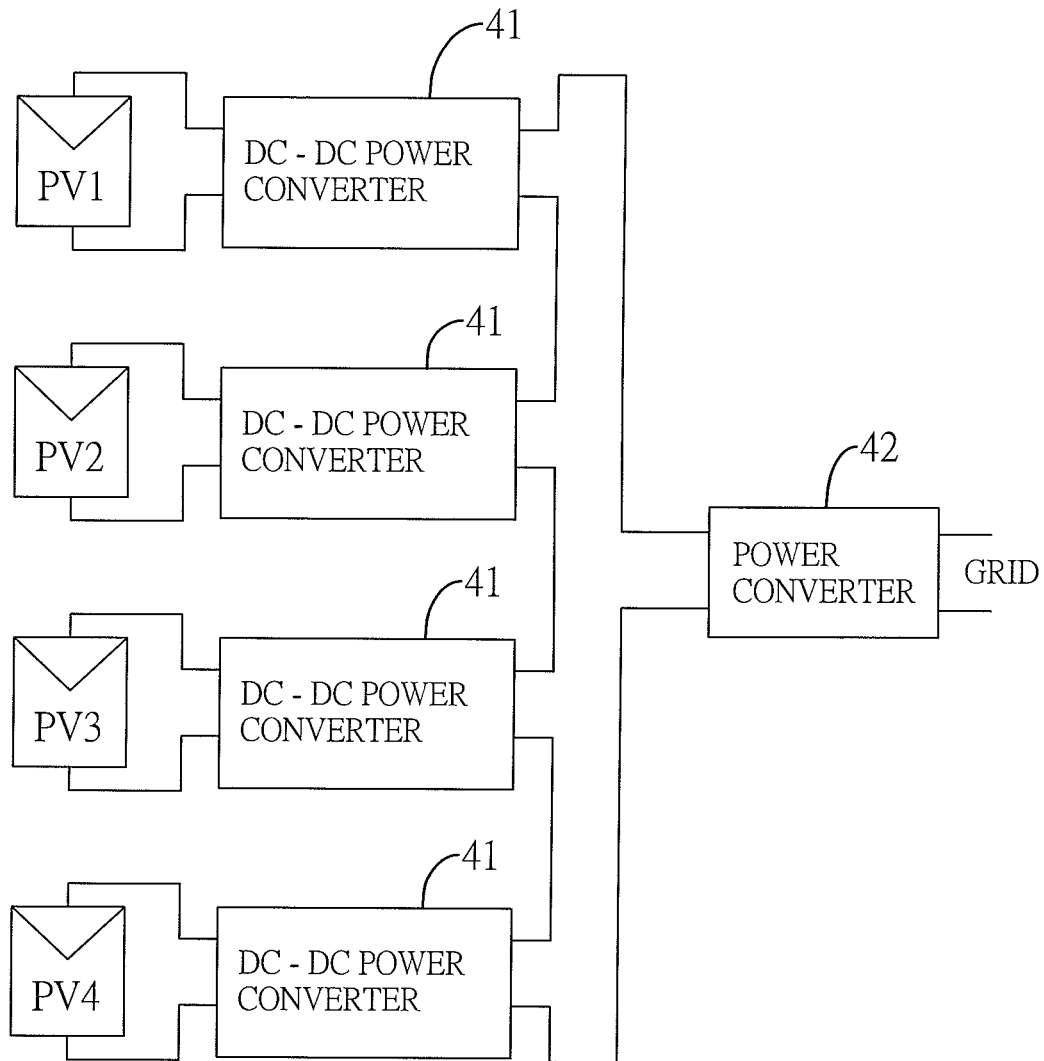 41
PV1
DC - DC POWER
CONVERTER
41
PV2
DC - DC POWER
CONVERTER
42
POWER
CONVERTER
GRID
41
PV3
DC - DC POWER
CONVERTER
41
PV4
DC - DC POWER
CONVERTER